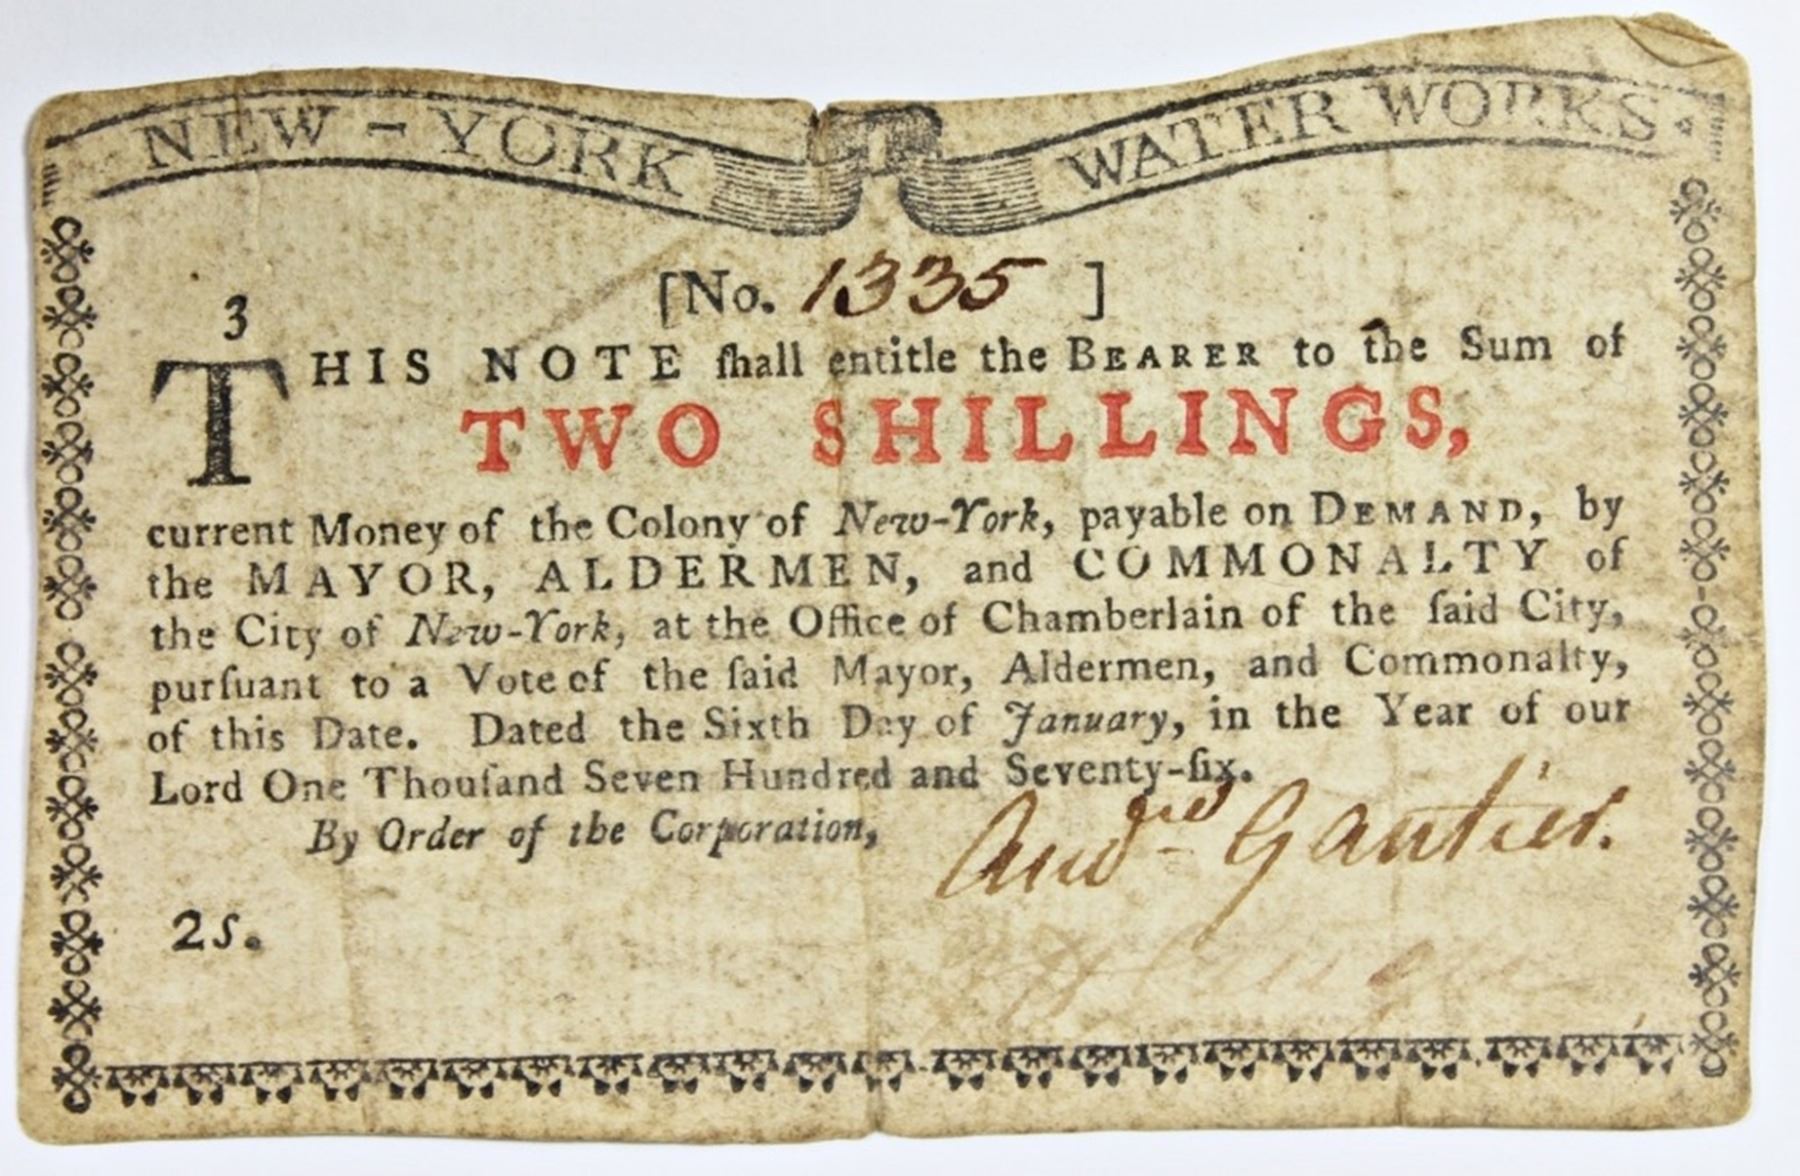 NEW-YORK WATER WORKS
[No. 1335 ]
3
THIS NOTE ſhall entitle the BEARER to the Sum of
TWO SHILLINGS,
current Money of the Colony of New-York, payable on DEMAND, by
the MAYOR, ALDERMEN, and COMMONALTY of
the City of New-York, at the Office of Chamberlain of the ſaid City,
purſuant to a Vote of the ſaid Mayor, Aldermen, and Commonalty,
of this Date. Dated the Sixth Day of January, in the Year of our
Lord One Thouſand Seven Hundred and Seventy-ſix.
By Order of the Corporation,
And.rew Gautier.
2s.